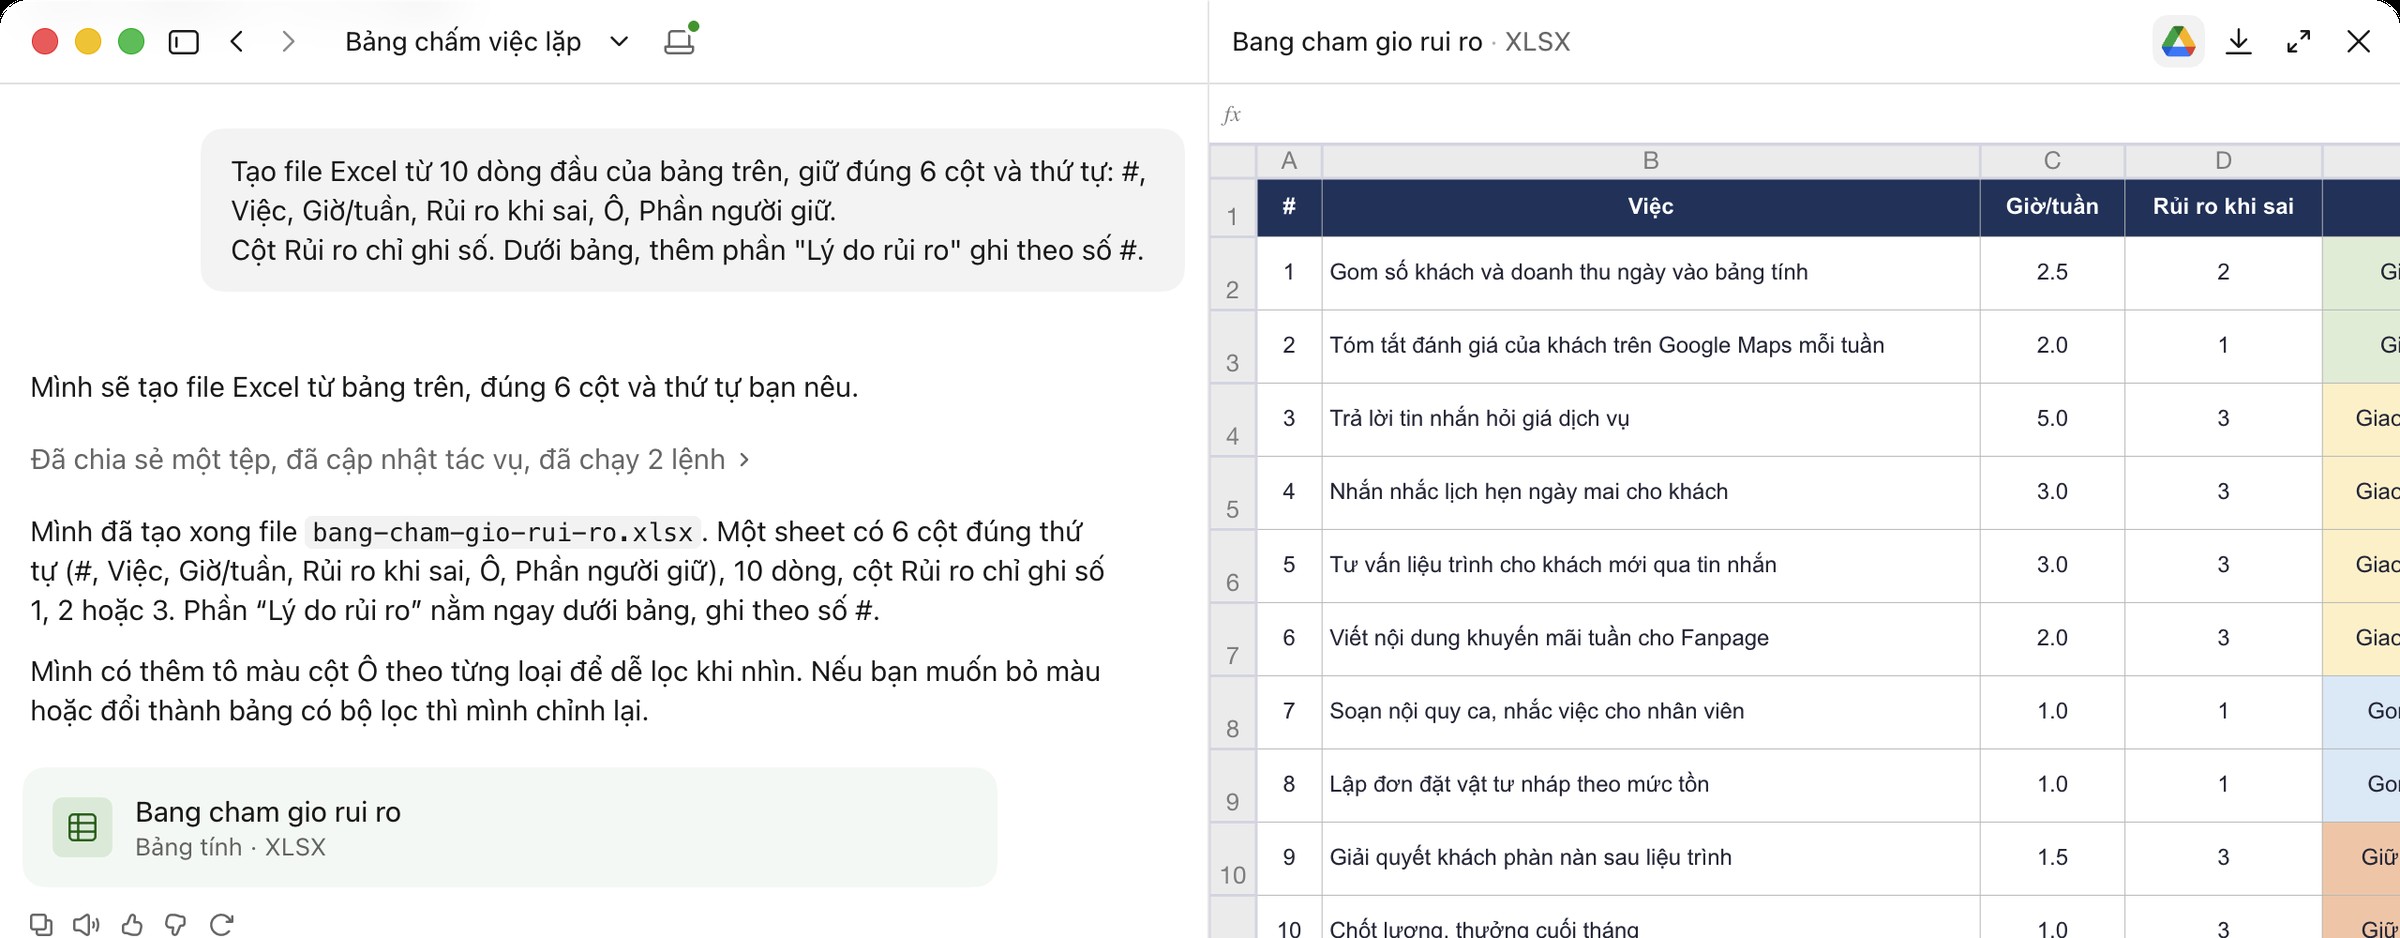 Bảng chấm việc lặp
Tạo file Excel từ 10 dòng đầu của bảng trên, giữ đúng 6 cột và thứ tự: #,
Việc, Giờ/tuần, Rủi ro khi sai, Ô, Phần người giữ.
Cột Rủi ro chỉ ghi số. Dưới bảng, thêm phần "Lý do rủi ro" ghi theo số #.
Mình sẽ tạo file Excel từ bảng trên, đúng 6 cột và thứ tự bạn nêu.
Đã chia sẻ một tệp, đã cập nhật tác vụ, đã chạy 2 lệnh
Mình đã tạo xong file bang-cham-gio-rui-ro.xlsx. Một sheet có 6 cột đúng thứ
tự (#, Việc, Giờ/tuần, Rủi ro khi sai, Ô, Phần người giữ), 10 dòng, cột Rủi ro chỉ ghi số
1, 2 hoặc 3. Phần “Lý do rủi ro” nằm ngay dưới bảng, ghi theo số #.
Mình có thêm tô màu cột Ô theo từng loại để dễ lọc khi nhìn. Nếu bạn muốn bỏ màu
hoặc đổi thành bảng có bộ lọc thì mình chỉnh lại.
Bang cham gio rui ro
Bảng tính · XLSX
Bang cham gio rui ro · XLSX
fx
A B C D
1 # Việc Giờ/tuần Rủi ro khi sai
2 1 Gom số khách và doanh thu ngày vào bảng tính 2.5 2
3 2 Tóm tắt đánh giá của khách trên Google Maps mỗi tuần 2.0 1
4 3 Trả lời tin nhắn hỏi giá dịch vụ 5.0 3 Giao
5 4 Nhắn nhắc lịch hẹn ngày mai cho khách 3.0 3 Giao
6 5 Tư vấn liệu trình cho khách mới qua tin nhắn 3.0 3 Giao
7 6 Viết nội dung khuyến mãi tuần cho Fanpage 2.0 3 Giao
8 7 Soạn nội quy ca, nhắc việc cho nhân viên 1.0 1
9 8 Lập đơn đặt vật tư nháp theo mức tồn 1.0 1
10 9 Giải quyết khách phàn nàn sau liệu trình 1.5 3 Giữ
10 Chốt lương, thưởng cuối tháng 1.0 3 Giữ